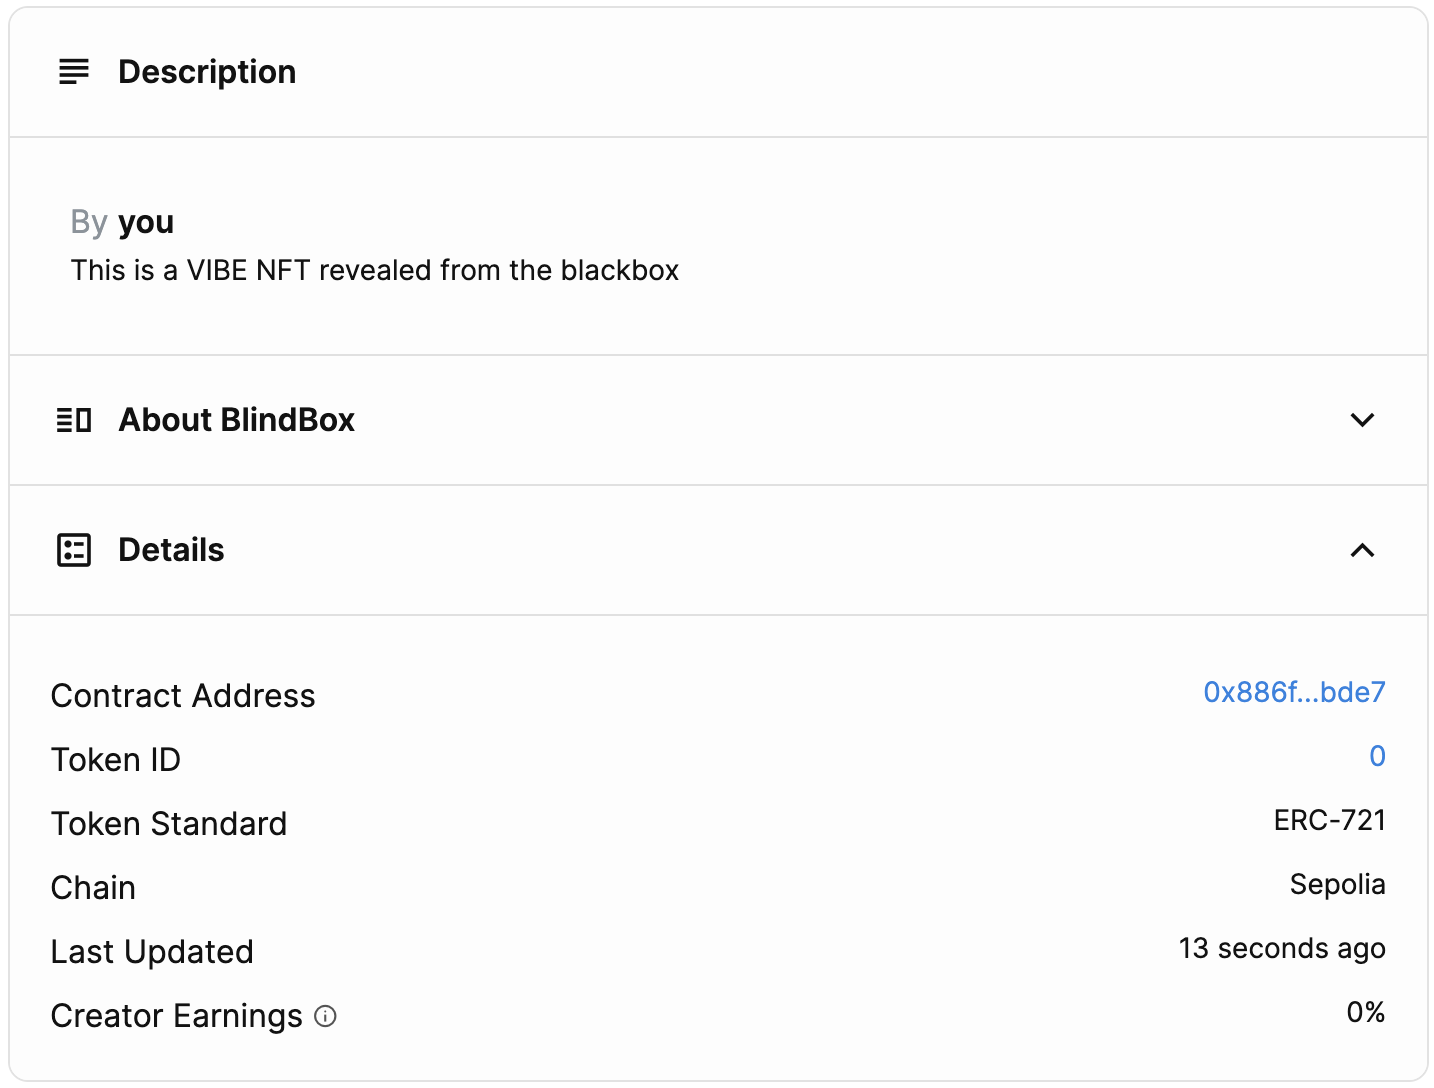 Description
By you
This is a VIBE NFT revealed from the blackbox
About BlindBox
Details
Contract Address 0x886f...bde7
Token ID 0
Token Standard ERC-721
Chain Sepolia
Last Updated 13 seconds ago
Creator Earnings 0%